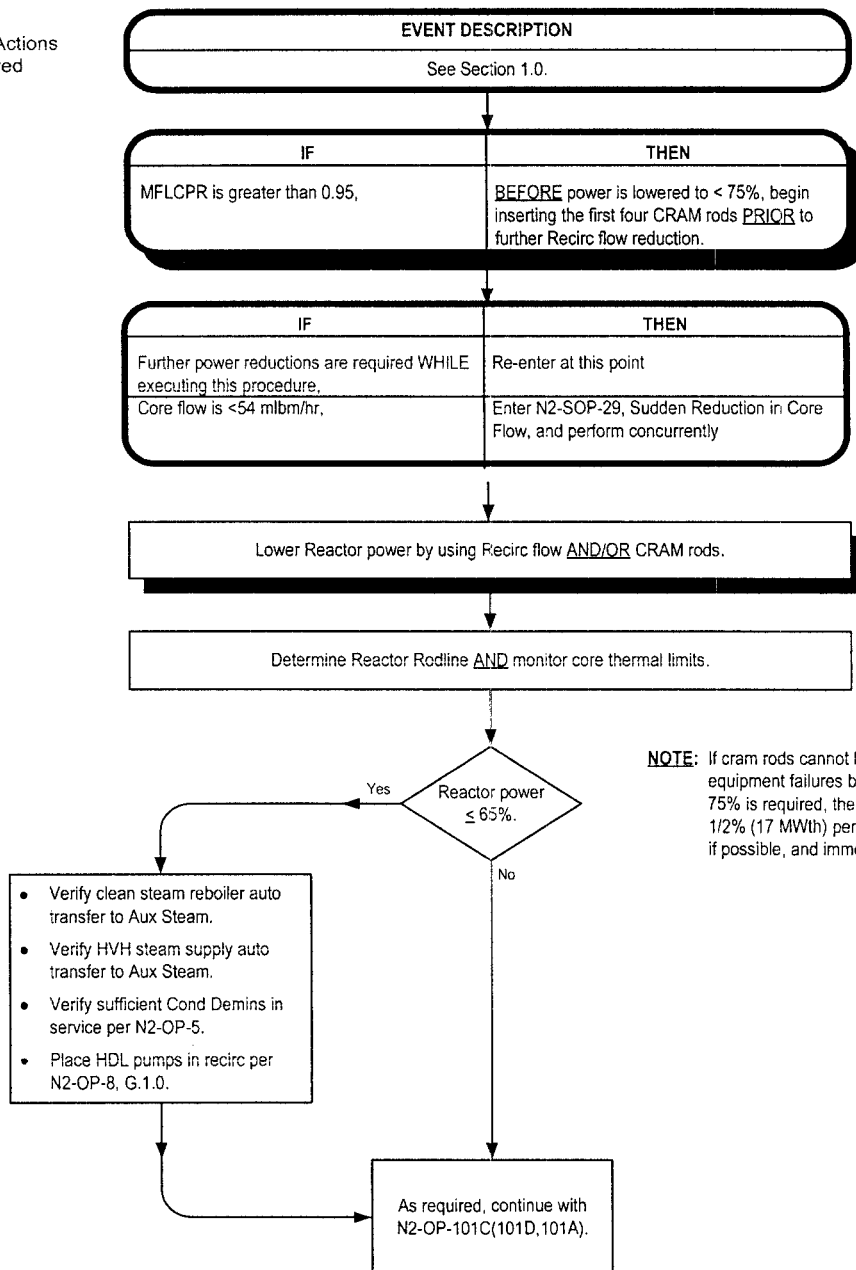 Actions
EVENT DESCRIPTION
See Section 1.0.
IF
THEN
MFLCPR is greater than 0.95,
BEFORE power is lowered to < 75%, begin
inserting the first four CRAM rods PRIOR to
further Recirc flow reduction.
IF
THEN
Further power reductions are required WHILE
executing this procedure,
Re-enter at this point
Core flow is <54 mlbm/hr,
Enter N2-SOP-29, Sudden Reduction in Core
Flow, and perform concurrently
Lower Reactor power by using Recirc flow AND/OR CRAM rods.
Determine Reactor Rodline AND monitor core thermal limits.
Reactor power
≤ 65%.
Yes
No
NOTE: If cram rods cannot
equipment failures
75% is required,
1/2% (17 MWth) per
if possible, and
• Verify clean steam reboiler auto
transfer to Aux Steam.
• Verify HVH steam supply auto
transfer to Aux Steam.
• Verify sufficient Cond Demins in
service per N2-OP-5.
• Place HDL pumps in recirc per
N2-OP-8, G.1.0.
As required, continue with
N2-OP-101C(101D,101A).